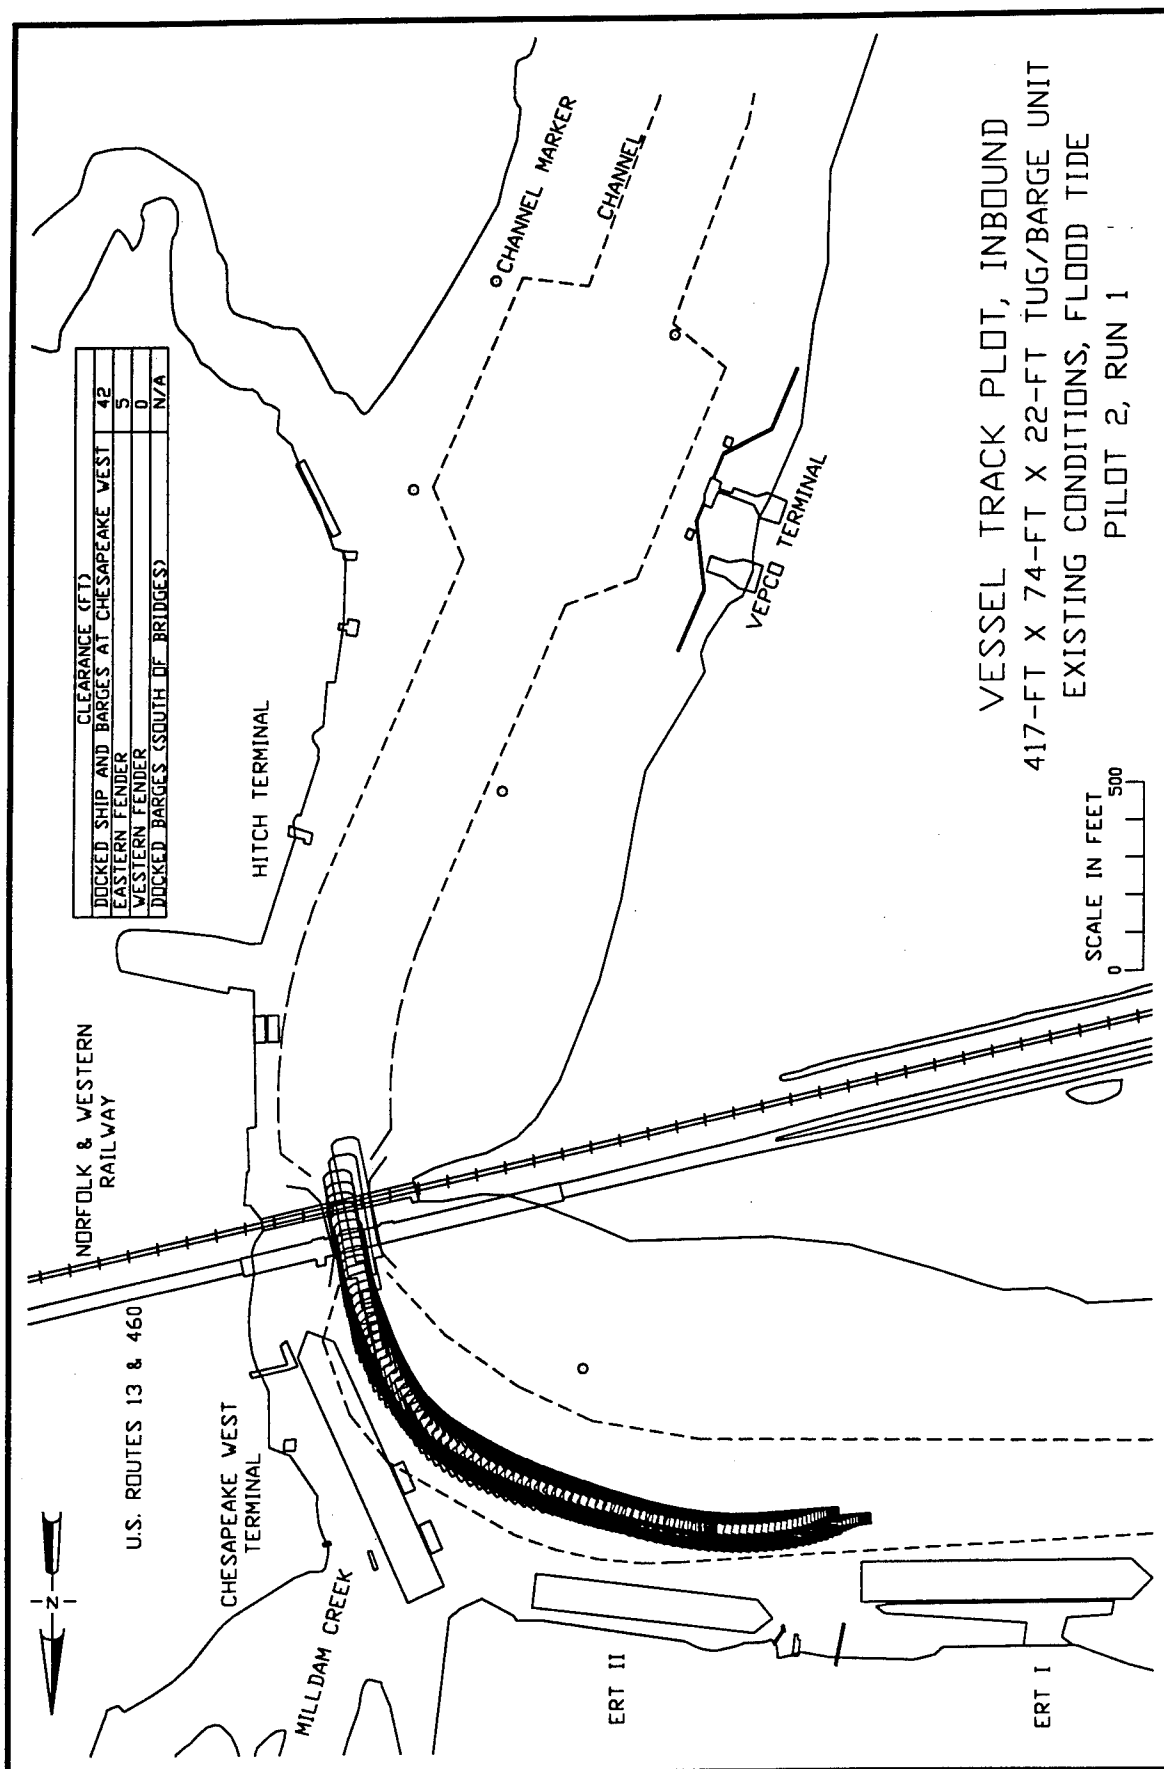 CLEARANCE (FT)
DOCKED SHIP AND BARGES AT CHESAPEAKE WEST 42
EASTERN FENDER 5
WESTERN FENDER 0
DOCKED BARGES (SOUTH OF BRIDGES) N/A
CHANNEL MARKER
CHANNEL
HITCH TERMINAL
VEPCO TERMINAL
NORFOLK & WESTERN
RAILWAY
U.S. ROUTES 13 & 460
CHESAPEAKE WEST
TERMINAL
MILLDAM CREEK
ERT II
ERT I
N
SCALE IN FEET
0 500
VESSEL TRACK PLOT, INBOUND
417-FT X 74-FT X 22-FT TUG/BARGE UNIT
EXISTING CONDITIONS, FLOOD TIDE
PILOT 2, RUN 1